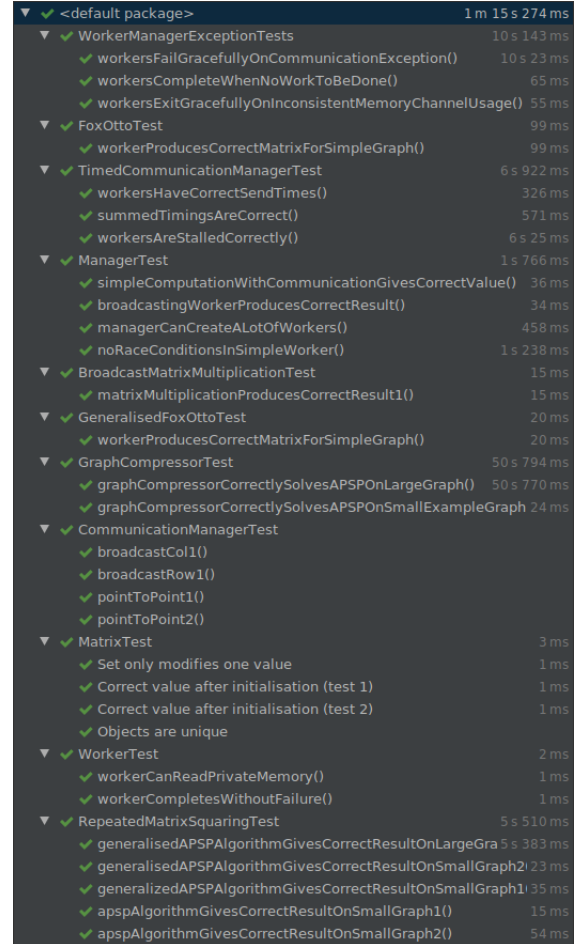 <default package> 1 m 15 s 274 ms
WorkerManagerExceptionTests 10 s 143 ms
workersFailGracefullyOnCommunicationException() 10 s 23 ms
workersCompleteWhenNoWorkToBeDone() 65 ms
workersExitGracefullyOnInconsistentMemoryChannelUsage() 55 ms
FoxOttoTest 99 ms
workerProducesCorrectMatrixForSimpleGraph() 99 ms
TimedCommunicationManagerTest 6 s 922 ms
workersHaveCorrectSendTimes() 326 ms
summedTimingsAreCorrect() 571 ms
workersAreStalledCorrectly() 6 s 25 ms
ManagerTest 1 s 766 ms
simpleComputationWithCommunicationGivesCorrectValue() 36 ms
broadcastingWorkerProducesCorrectResult() 34 ms
managerCanCreateALotOfWorkers() 458 ms
noRaceConditionsInSimpleWorker() 1 s 238 ms
BroadcastMatrixMultiplicationTest 15 ms
matrixMultiplicationProducesCorrectResult1() 15 ms
GeneralisedFoxOttoTest 20 ms
workerProducesCorrectMatrixForSimpleGraph() 20 ms
GraphCompressorTest 50 s 794 ms
graphCompressorCorrectlySolvesAPSPOnLargeGraph() 50 s 770 ms
graphCompressorCorrectlySolvesAPSPOnSmallExampleGraph 24 ms
CommunicationManagerTest
broadcastCol1()
broadcastRow1()
pointToPoint1()
pointToPoint2()
MatrixTest 3 ms
Set only modifies one value 1 ms
Correct value after initialisation (test 1) 1 ms
Correct value after initialisation (test 2) 1 ms
Objects are unique
WorkerTest 2 ms
workerCanReadPrivateMemory() 1 ms
workerCompletesWithoutFailure() 1 ms
RepeatedMatrixSquaringTest 5 s 510 ms
generalisedAPSPAlgorithmGivesCorrectResultOnLargeGra 5 s 383 ms
generalisedAPSPAlgorithmGivesCorrectResultOnSmallGraph2( 23 ms
generalizedAPSPAlgorithmGivesCorrectResultOnSmallGraph1( 35 ms
apspAlgorithmGivesCorrectResultOnSmallGraph1() 15 ms
apspAlgorithmGivesCorrectResultOnSmallGraph2() 54 ms